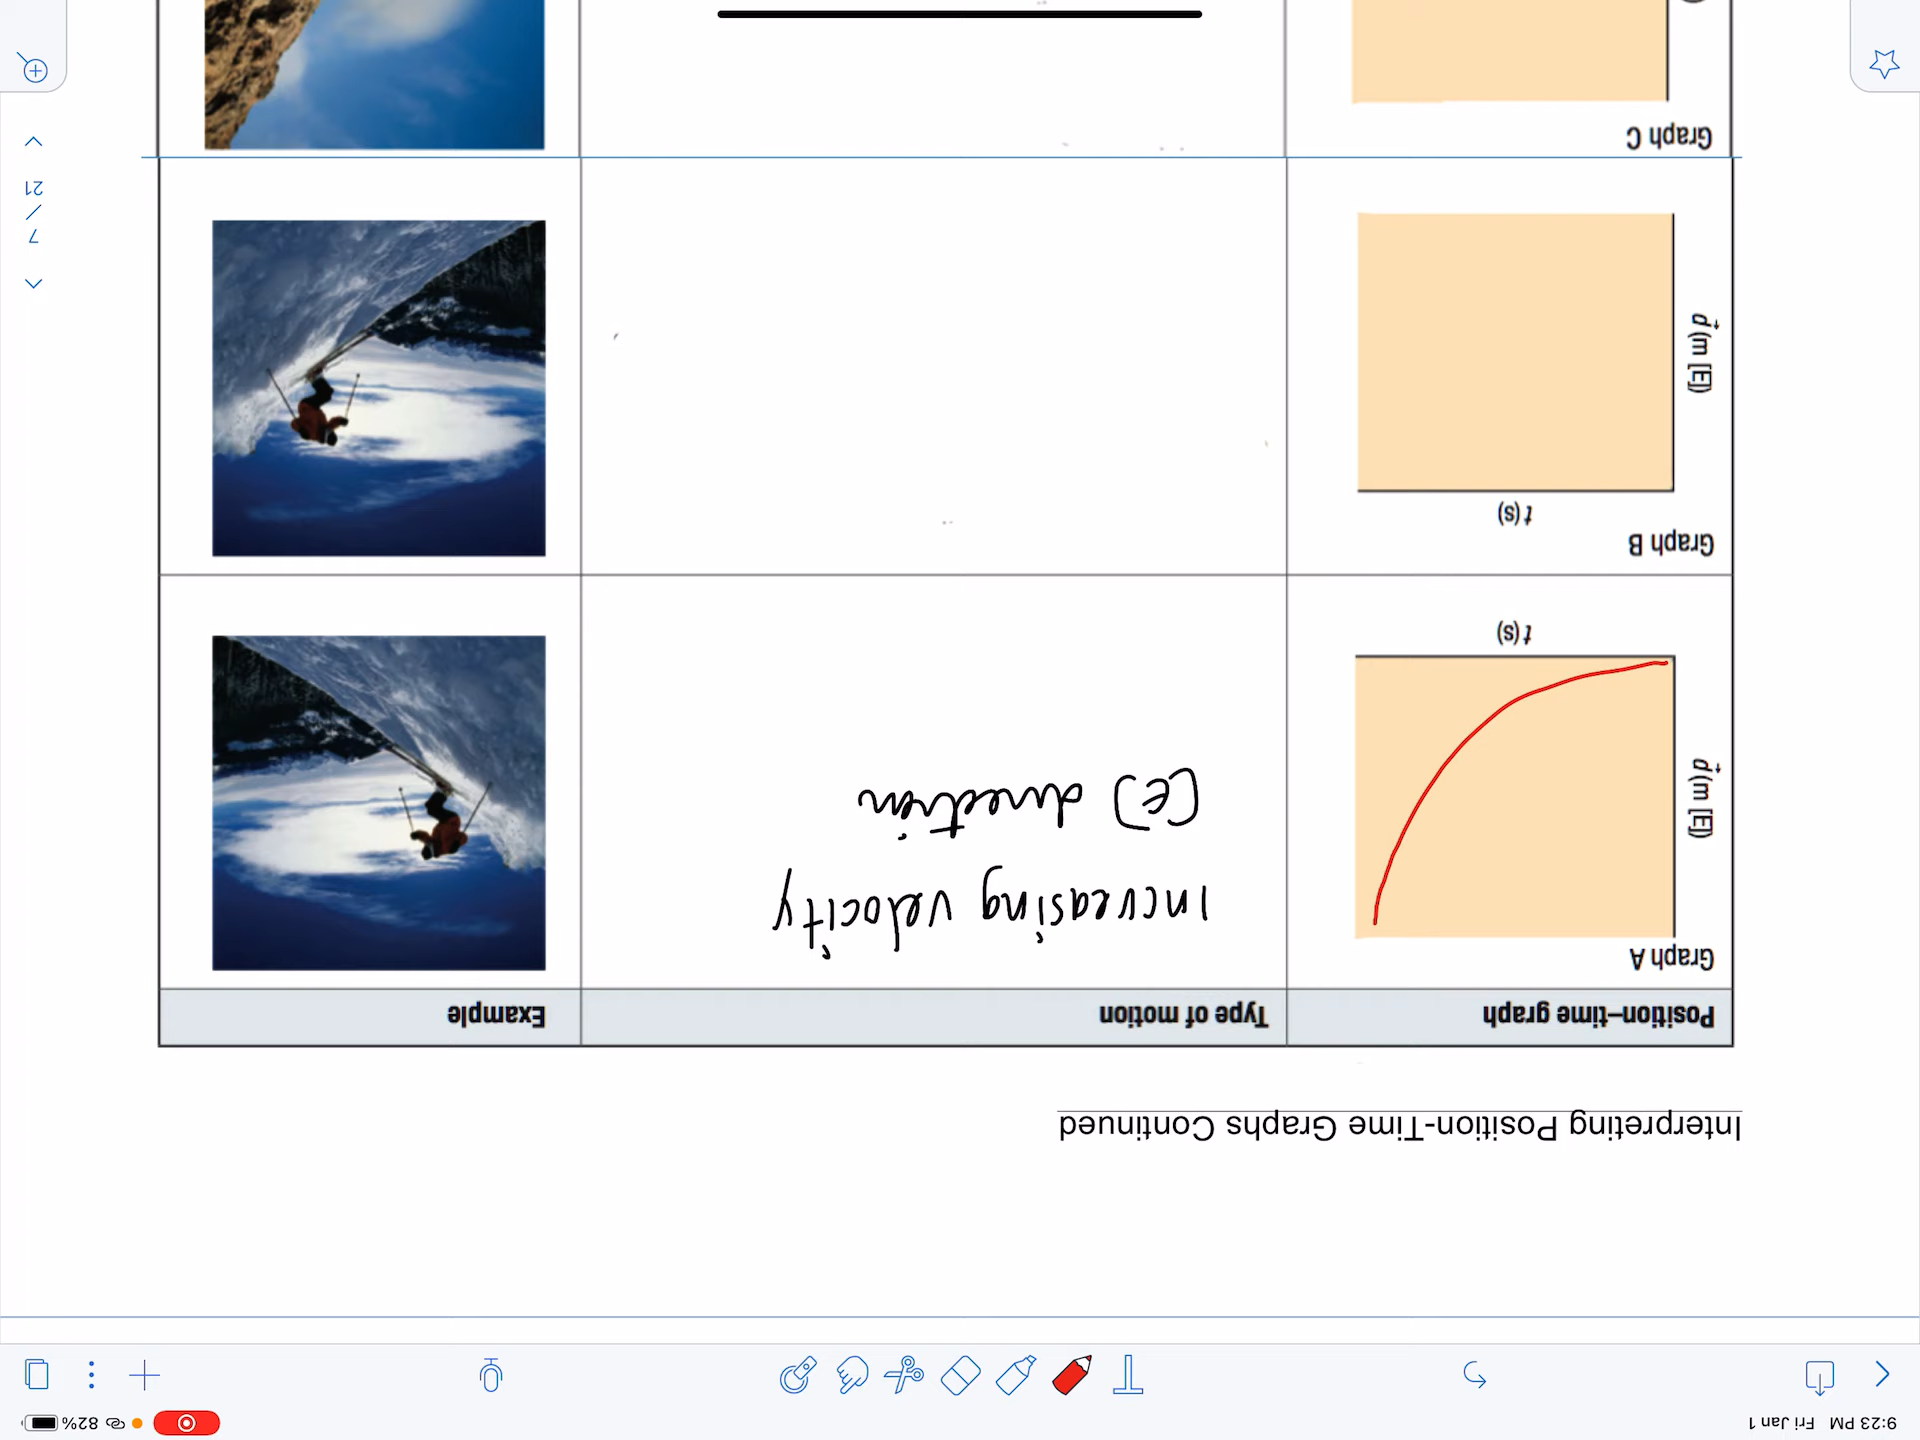 9:23 PM Fri Jan 1
82%
Interpreting Position-Time Graphs Continued
Position–time graph
Type of motion
Example
Graph A
d (m [E])
t (s)
increasing velocity
[E] direction
Graph B
t (s)
d (m [E])
Graph C
7
/
21